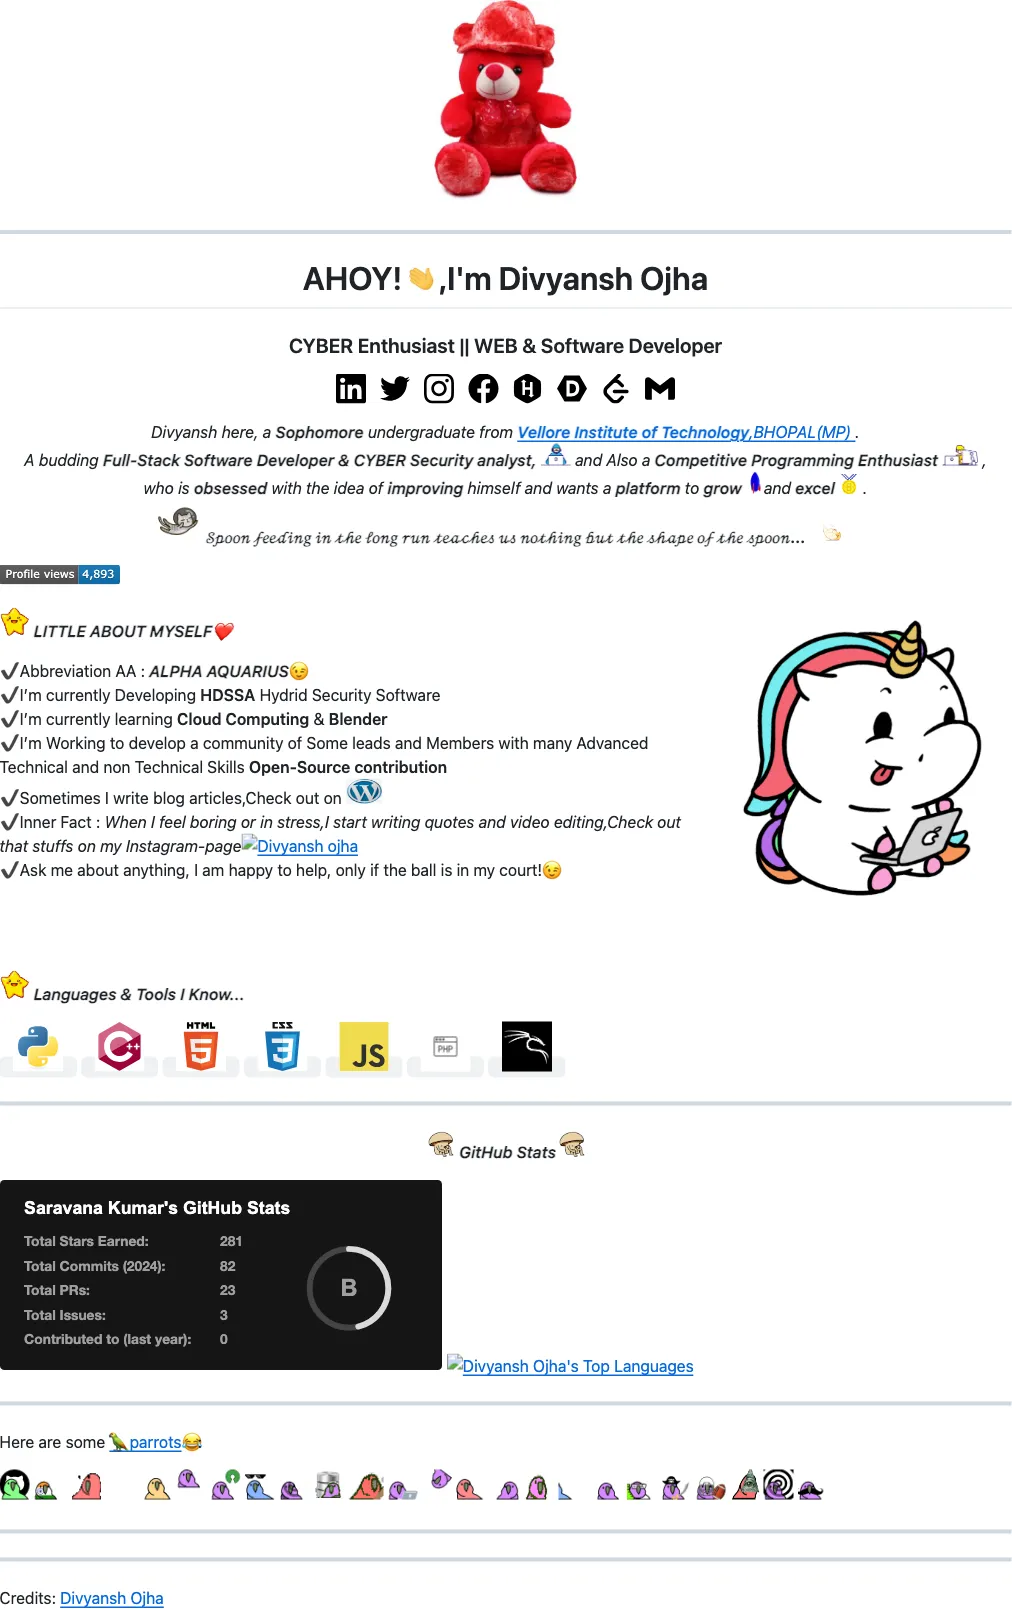 AHOY! 👋,I'm Divyansh Ojha
CYBER Enthusiast || WEB & Software Developer
Divyansh here, a Sophomore undergraduate from Vellore Institute of Technology,BHOPAL(MP) .
A budding Full-Stack Software Developer & CYBER Security analyst, and Also a Competitive Programming Enthusiast ,
who is obsessed with the idea of improving himself and wants a platform to grow and excel .
Spoon feeding in the long run teaches us nothing but the shape of the spoon...
Profile views 4,893
LITTLE ABOUT MYSELF❤️
✔️Abbreviation AA : ALPHA AQUARIUS😉
✔️I'm currently Developing HDSSA Hydrid Security Software
✔️I'm currently learning Cloud Computing & Blender
✔️I'm Working to develop a community of Some leads and Members with many Advanced
Technical and non Technical Skills Open-Source contribution
✔️Sometimes I write blog articles,Check out on
✔️Inner Fact : When I feel boring or in stress,I start writing quotes and video editing,Check out
that stuffs on my Instagram-page Divyansh ojha
✔️Ask me about anything, I am happy to help, only if the ball is in my court!😉
Languages & Tools I Know...
HTML
5
CSS
3
C++
JS
PHP
GitHub Stats
Saravana Kumar's GitHub Stats
Total Stars Earned: 281
Total Commits (2024): 82
Total PRs: 23
Total Issues: 3
Contributed to (last year): 0
B
Divyansh Ojha's Top Languages
Here are some 🦜parrots😂
Credits: Divyansh Ojha